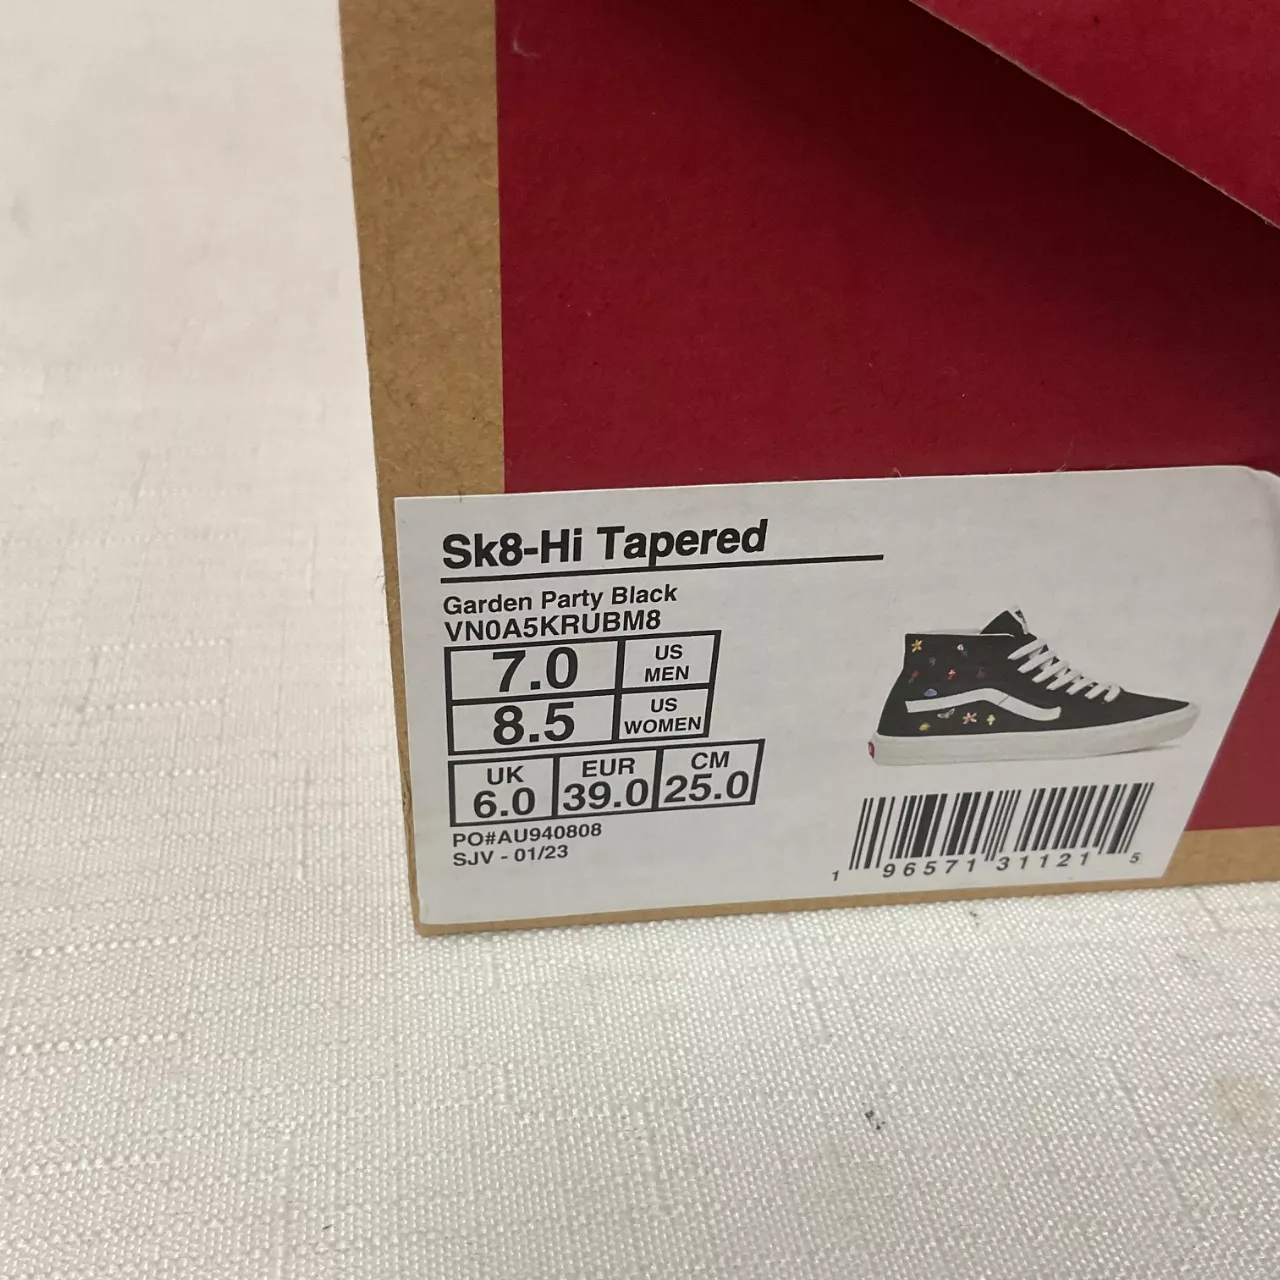 Sk8-Hi Tapered
Garden Party Black
VN0A5KRUBM8
7.0 US MEN
8.5 US WOMEN
UK EUR CM
6.0 39.0 25.0
PO#AU940808
SJV - 01/23
1 96571 31121 5